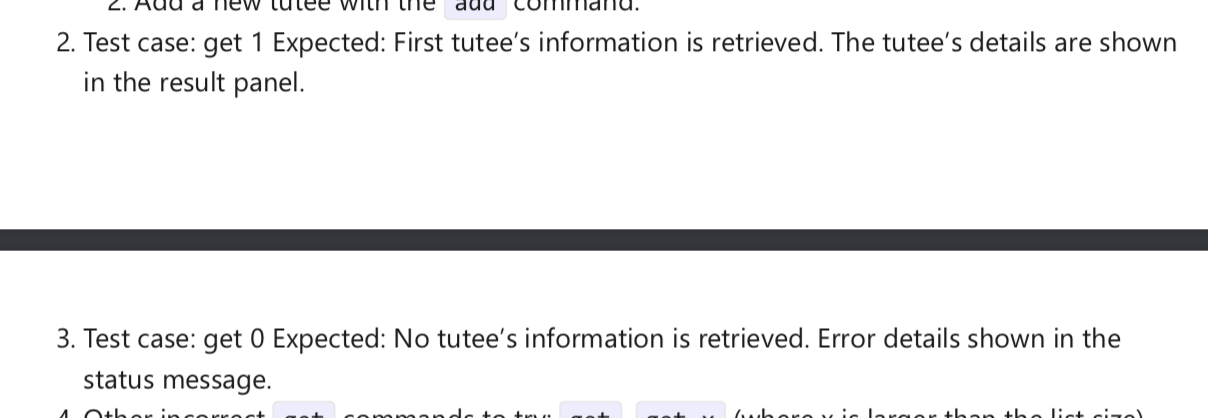 2. Add a new tutee with the add command.
2. Test case: get 1 Expected: First tutee's information is retrieved. The tutee's details are shown
in the result panel.
3. Test case: get 0 Expected: No tutee's information is retrieved. Error details shown in the
status message.
4. Other incorrect get commands to try: get, get x (where x is larger than the list size)